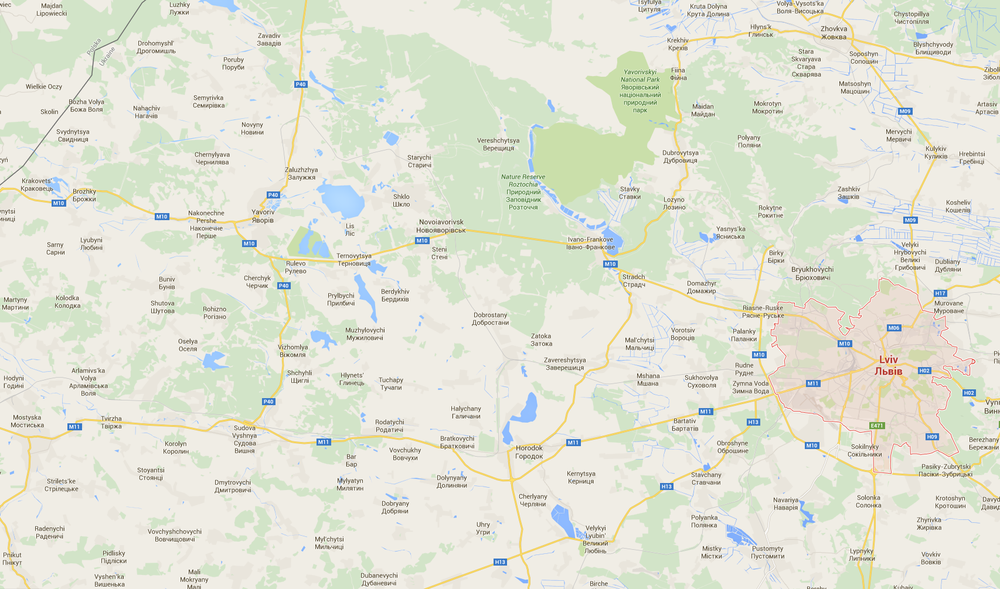 Majdan
Lipowiecki
Luzhky
Лужки
Zavadiv
Завадів
Drohomyshl'
Дрогомишль
Poruby
Поруби
Polska
Ukraine
Wielkie Oczy
Skolin
Bozha Volya
Божа Воля
Nahachiv
Нагачів
Semyrivka
Семирівка
P40
Novyny
Новини
Svydnytsya
Свидниця
Chernylyava
Чернилява
Zaluzhzhya
Залужжя
Krakovets'
Краковець
Brozhky
Брожки
M10
M10
P40
Yavoriv
Яворів
Nakonechne
Pershe
Наконечне
Перше
M10
Sarny
Сарни
Lyubyni
Любині
Tsytulya
Цитуля
Kruta Dolyna
Крута Долина
Volya-Vysots'ka
Воля-Висоцька
Hlyns'k
Глинськ
Zhovkva
Жовква
Chystopillya
Чистопілля
Krekhiv
Крехів
Blyshchyvody
Блищиводи
Stara
Skvaryava
Стара
Скварява
Soposhyn
Сопошин
Yavorivskyi
National Park
Яворівський
національний
природний
парк
Fiina
Фійна
Matsoshyn
Мацошин
Maidan
Майдан
Mokrotyn
Мокротин
M09
Artasiv
Артасів
Mervychi
Мервичі
Polyany
Поляни
Kulykiv
Куликів
Hrebintsi
Гребінці
Dubrovytsya
Дубровиця
Vereshchytsya
Верещиця
Starychi
Старичі
Nature Reserve
Roztochia
Природний
Заповідник
Розточчя
Shklo
Шкло
Stavky
Ставки
Lozyno
Лозино
Zashkiv
Зашків
Rokytne
Рокитне
Kosheliv
Кошелів
M09
Lis
Ліс
Novoiavorivsk
Новояворівськ
M10
Steni
Стені
Ivano-Frankove
Івано-Франкове
M10
Yasnys'ka
Ясниська
Birky
Бірки
Velyki
Hrybovychi
Великі
Грибовичі
Dubliany
Дубляни
Bryukhovychi
Брюховичі
Rulevo
Рулево
Ternovytsya
Терновиця
Cherchyk
Черчик
P40
Stradch
Страдч
Domazhyr
Домажир
H17
Murovane
Муроване
Riasne-Ruske
Рясне-Руське
Buniv
Бунів
Martyny
Мартини
Kolodka
Колодка
Shutova
Шутова
Rohizno
Рогізно
Prylbychi
Прилбичі
Berdykhiv
Бердихів
Dobrostany
Добростани
Zatoka
Затока
Muzhylovychi
Мужиловичі
Mal'chytsi
Мальчиці
Vorotsiv
Вороців
Palanky
Паланки
M06
M10
M10
Lviv
Львів
H02
M11
H02
Oselya
Оселя
Vizhomlya
Віжомля
Zavereshytsya
Заверешиця
Rudne
Рудне
Zymna Voda
Зимна Вода
Hodyni
Годині
Arlamivs'ka
Volya
Арламівська
Воля
Shchyhli
Щиглі
Hlynets'
Глинець
Tuchapy
Тучапи
Mshana
Мшана
Sukhovolya
Суховоля
P40
M11
Mostyska
Мостиська
M11
Tvirzha
Твіржа
Halychany
Галичани
Rodatychi
Родатичі
Bartativ
Бартатів
H13
E471
H09
Sudova
Vyshnya
Судова
Вишня
Korolyn
Королин
M11
Bratkovychi
Братковичі
Vovchukhy
Вовчухи
Horodok
Городок
M11
Obroshyne
Оброшине
M10
Sokilnyky
Сокільники
Berezhany
Бережани
Pasiky-Zubrytski
Пасіки-Зубрицькі
Bar
Бар
Stoyantsi
Стоянці
Strilets'ke
Стрілецьке
Dmytrovychi
Дмитровичі
Mylyatyn
Милятин
Dolynyany
Долиняни
Kernytsya
Керниця
Stavchany
Ставчани
H13
Dobryany
Добряни
Cherlyany
Черляни
Navariya
Наварія
Solonka
Солонка
Krotoshyn
Кротошин
Radenychi
Раденичі
Vovchyshchovychi
Вовчищовичі
Uhry
Угри
Velykyi
Lyubin'
Великий
Любінь
Polyanka
Полянка
Zhyrivka
Жирівка
Pnikut
Пнікут
Pidlisky
Підліски
Myl'chytsi
Мильчиці
Mistky
Містки
Pustomyty
Пустомити
Lypnyky
Липники
Vovkiv
Вовків
Vyshen'ka
Вишенька
Mali
Mokryany
Малі
H13
Dubanevychi
Дубаневичі
Birche